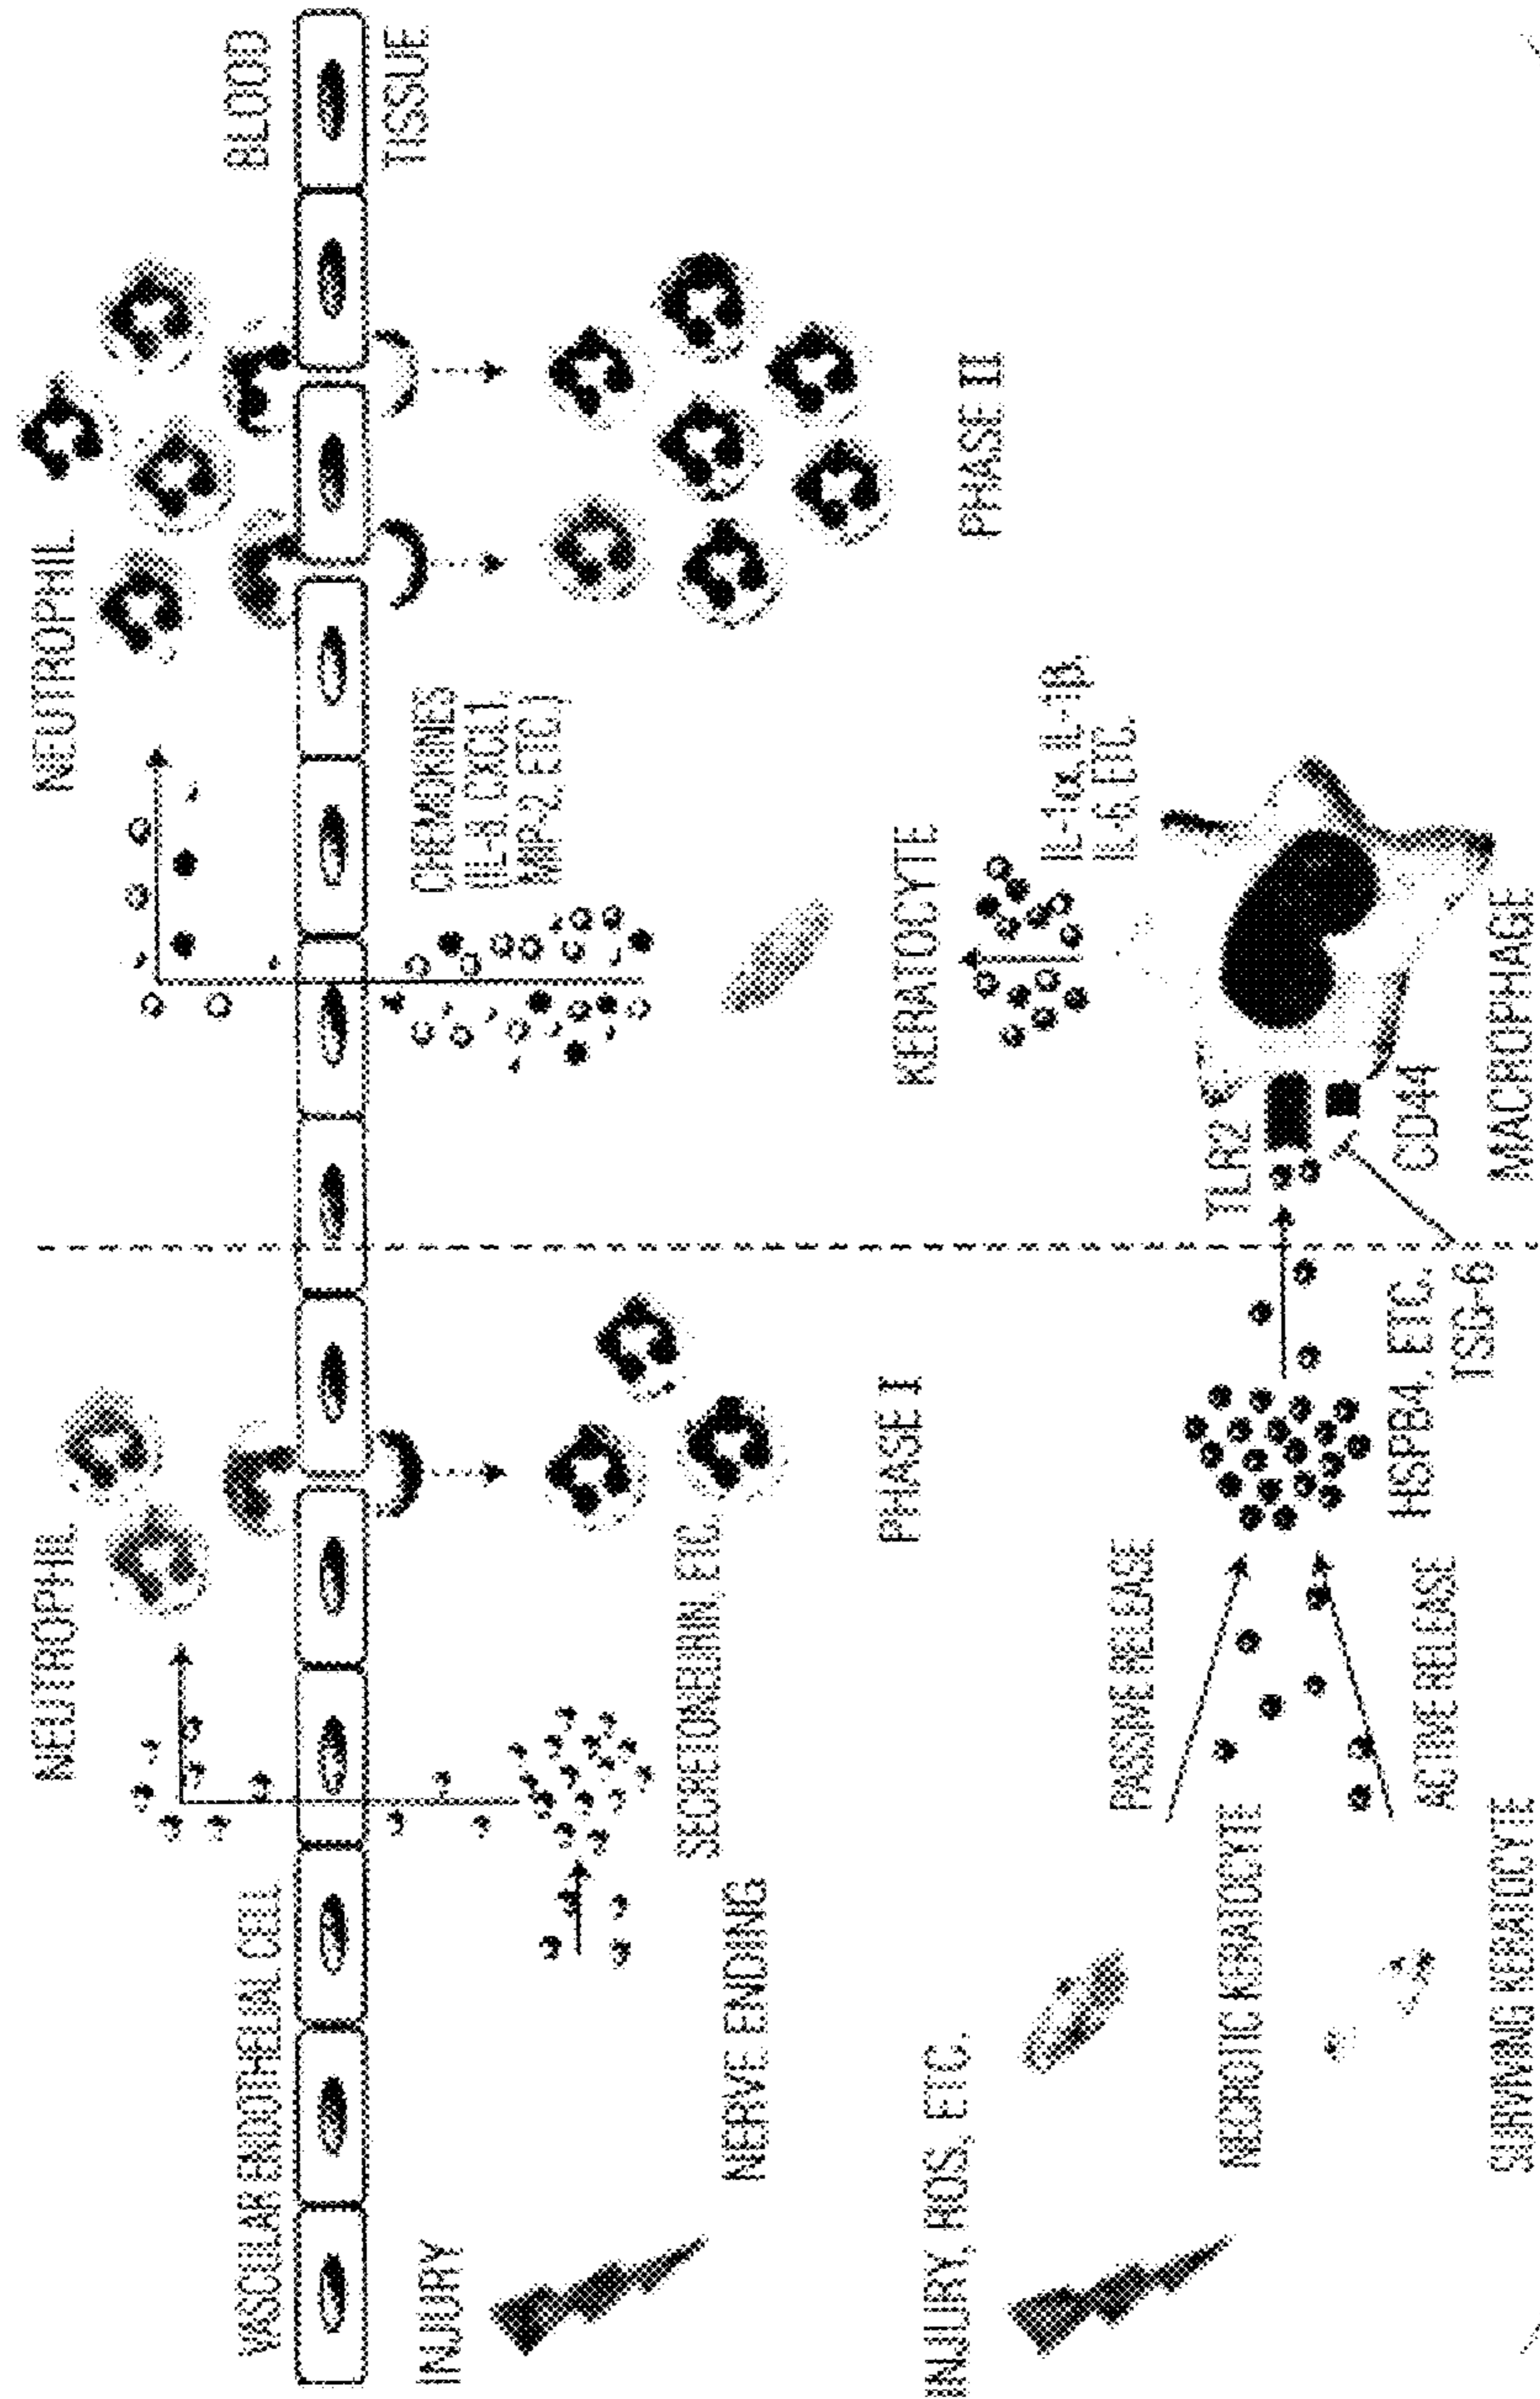 NEUTROPHIL
NEUTROPHIL
VASCULAR ENDOTHELIAL CELL
BLOOD
TISSUE
INJURY
CHEMOKINES
(IL-8, CXCL1,
MIP-2, ETC.)
SECRETONEURIN, ETC.
NERVE ENDING
PHASE I
PHASE II
KERATOCYTE
INJURY, ROS, ETC.
IL-1α, IL-1β,
IL-6, ETC.
PASSIVE RELEASE
TLR2
NECROTIC KERATOCYTE
HSPB4, ETC.
CD44
ACTIVE RELEASE
TSG-6
SURVIVING KERATOCYTE
MACROPHAGE